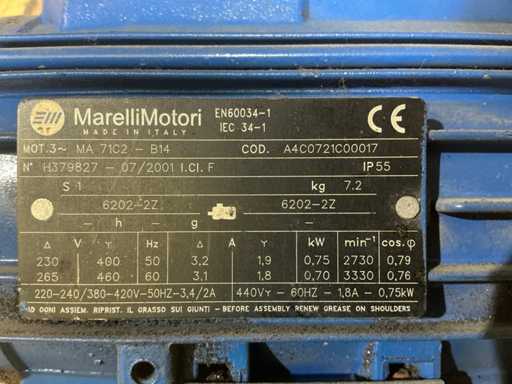 MarelliMotori EN60034-1
MADE IN ITALY IEC 34-1
CE
MOT.3~ MA 71C2 - B14 COD. A4C0721C00017
N° H379827 - 07/2001 I.CL.F IP55
S 1 kg 7.2
6202-2Z 6202-2Z
- h - g -
Δ V Y Hz Δ A Y kW min⁻¹ cos.φ
230 400 50 3,2 1,9 0,75 2730 0,79
265 460 60 3,1 1,8 0,70 3330 0,76
220-240/380-420V-50HZ-3,4/2A 440VY - 60HZ - 1,8A - 0,75kW
AD OGNI ASSIEM. RIPRIST. IL GRASSO SUI GIUNTI - BEFORE ASSEMBLY RENEW GREASE ON SHOULDERS